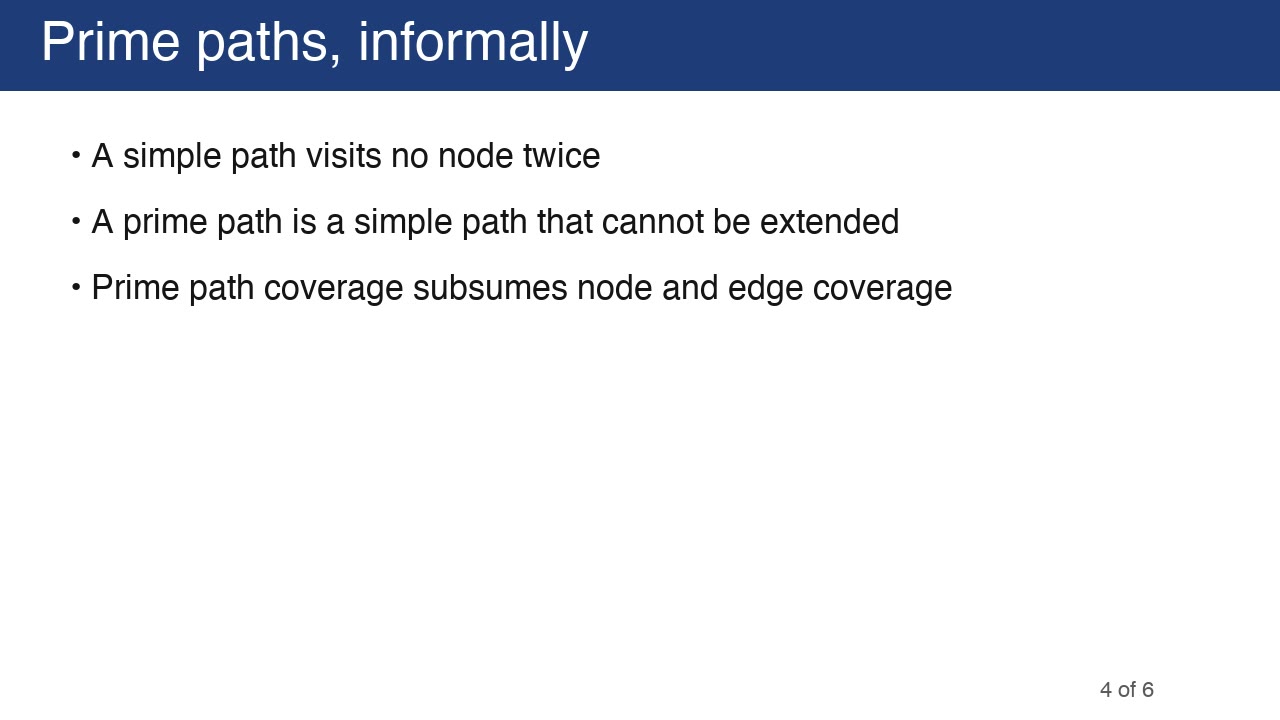 Prime paths, informally
• A simple path visits no node twice
• A prime path is a simple path that cannot be extended
• Prime path coverage subsumes node and edge coverage
4 of 6